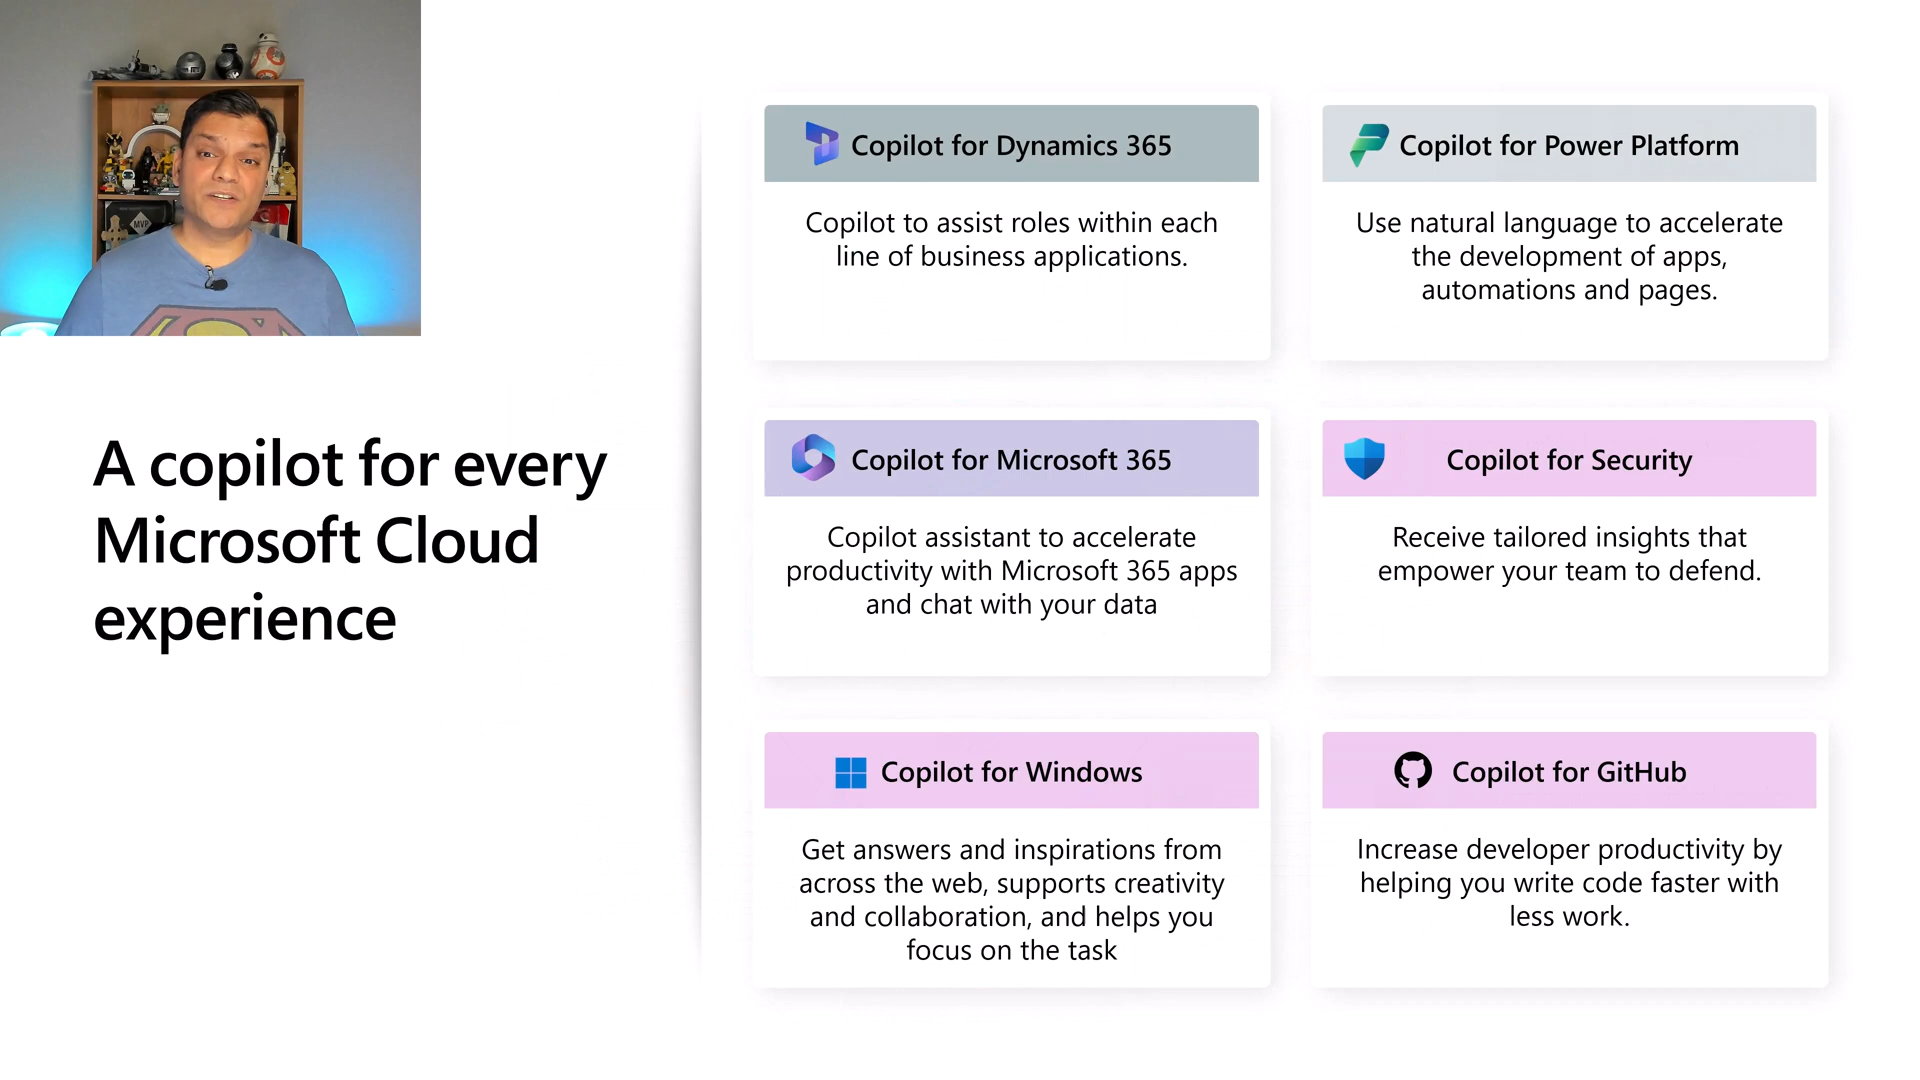 MVP
A copilot for every
Microsoft Cloud
experience
Copilot for Dynamics 365
Copilot to assist roles within each
line of business applications.
Copilot for Power Platform
Use natural language to accelerate
the development of apps,
automations and pages.
Copilot for Microsoft 365
Copilot assistant to accelerate
productivity with Microsoft 365 apps
and chat with your data
Copilot for Security
Receive tailored insights that
empower your team to defend.
Copilot for Windows
Get answers and inspirations from
across the web, supports creativity
and collaboration, and helps you
focus on the task
Copilot for GitHub
Increase developer productivity by
helping you write code faster with
less work.